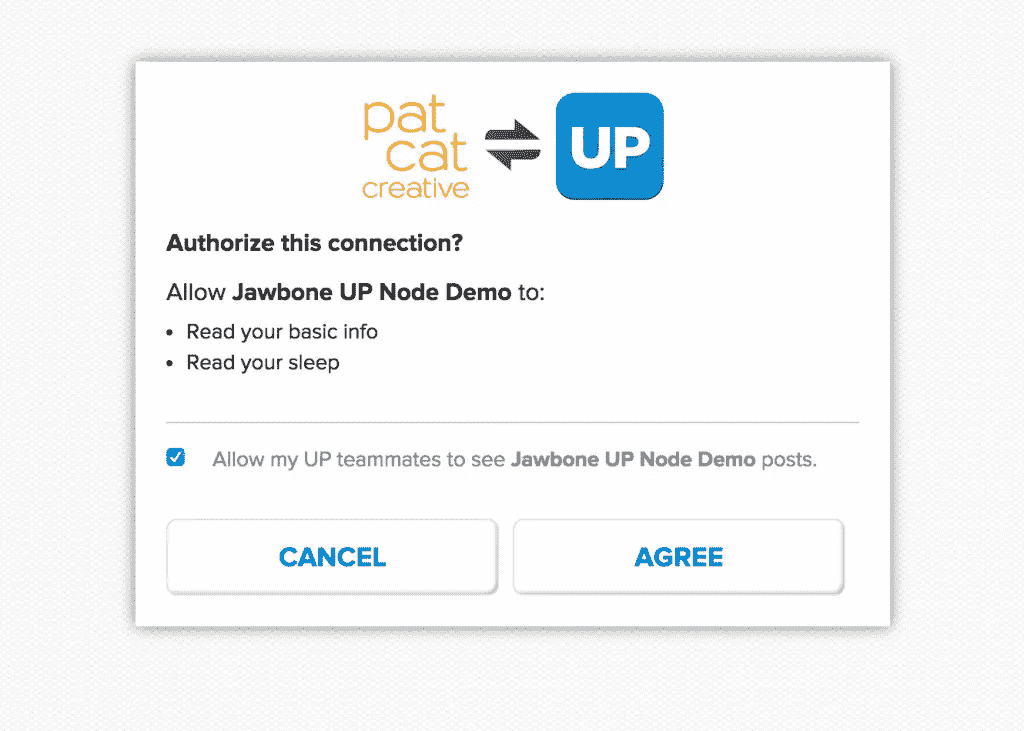 pat
cat
creative
UP
Authorize this connection?
Allow Jawbone UP Node Demo to:
• Read your basic info
• Read your sleep
Allow my UP teammates to see Jawbone UP Node Demo posts.
CANCEL
AGREE